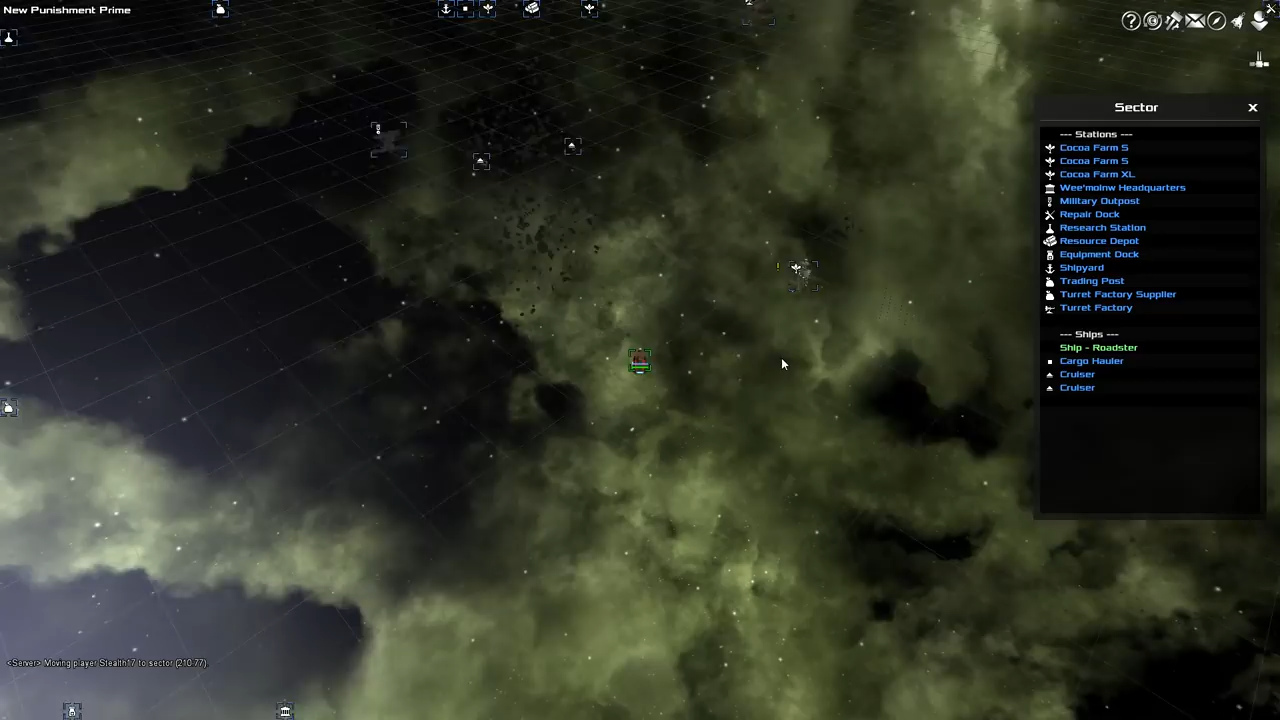 New Punishment Prime
Sector
--- Stations ---
Cocoa Farm S
Cocoa Farm S
Cocoa Farm XL
Wee'moinw Headquarters
Military Outpost
Repair Dock
Research Station
Resource Depot
Equipment Dock
Shipyard
Trading Post
Turret Factory Supplier
Turret Factory
--- Ships ---
Ship - Roadster
Cargo Hauler
Cruiser
Cruiser
<Server> Moving player Stealth17 to sector (210:77).